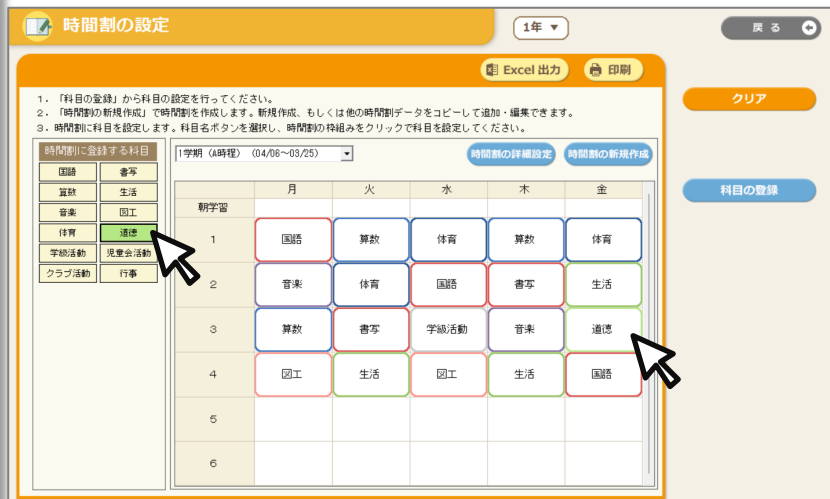 時間割の設定
1年 ▼
戻る
Excel 出力
印刷
クリア
1. 「科目の登録」から科目の設定を行ってください。
2. 「時間割の新規作成」で時間割を作成します。新規作成、もしくは他の時間割データをコピーして追加・編集できます。
3. 時間割に科目を設定します。科目名ボタンを選択し、時間割の枠組みをクリックで科目を設定してください。
時間割に登録する科目
1学期 (A時程) (04/06~03/25)
時間割の詳細設定
時間割の新規作成
科目の登録
国語 書写
算数 生活
音楽 図工
体育 道徳
学級活動 児童会活動
クラブ活動 行事
月 火 水 木 金
朝学習
1 国語 算数 体育 算数 体育
2 音楽 体育 国語 書写 生活
3 算数 書写 学級活動 音楽 道徳
4 図工 生活 図工 生活 国語
5
6